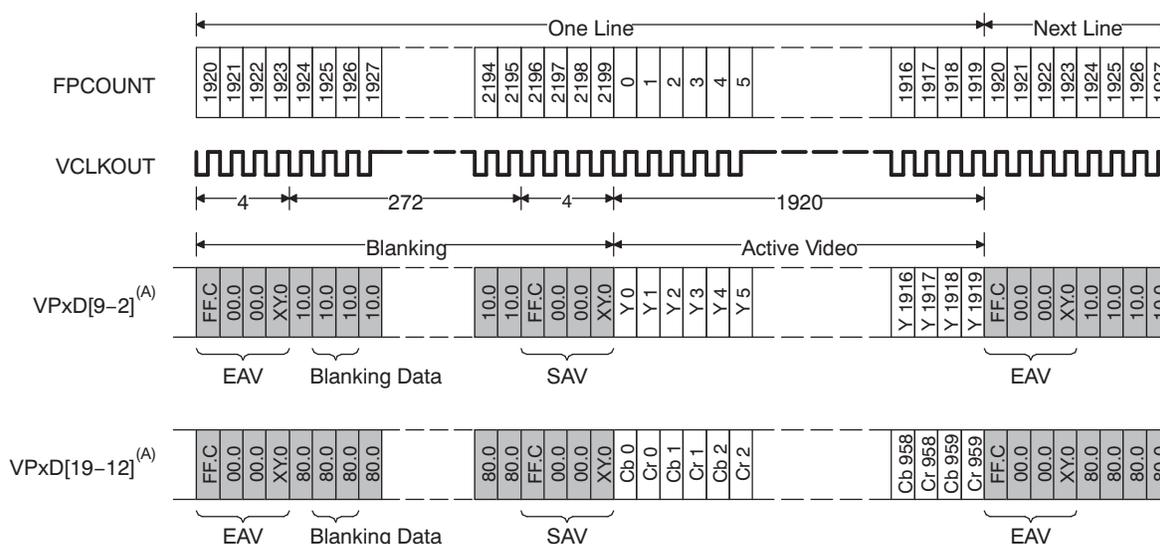 One Line Next Line
FPCOUNT 1920 1921 1922 1923 1924 1925 1926 1927 2194 2195 2196 2197 2198 2199 0 1 2 3 4 5 1916 1917 1918 1919 1920 1921 1922 1923 1924 1925 1926 1927
VCLKOUT
4 272 4 1920
Blanking Active Video
VPxD[9−2](A) FF.C 00.0 00.0 XY.0 10.0 10.0 10.0 10.0 10.0 10.0 FF.C 00.0 00.0 XY.0 Y 0 Y 1 Y 2 Y 3 Y 4 Y 5 Y 1916 Y 1917 Y 1918 Y 1919 FF.C 00.0 00.0 XY.0 10.0 10.0 10.0 10.0
EAV Blanking Data SAV EAV
VPxD[19−12](A) FF.C 00.0 00.0 XY.0 80.0 80.0 80.0 80.0 80.0 80.0 FF.C 00.0 00.0 XY.0 Cb 0 Cr 0 Cb 1 Cr 1 Cb 2 Cr 2 Cb 958 Cr 958 Cb 959 Cr 959 FF.C 00.0 00.0 XY.0 80.0 80.0 80.0 80.0
EAV Blanking Data SAV EAV